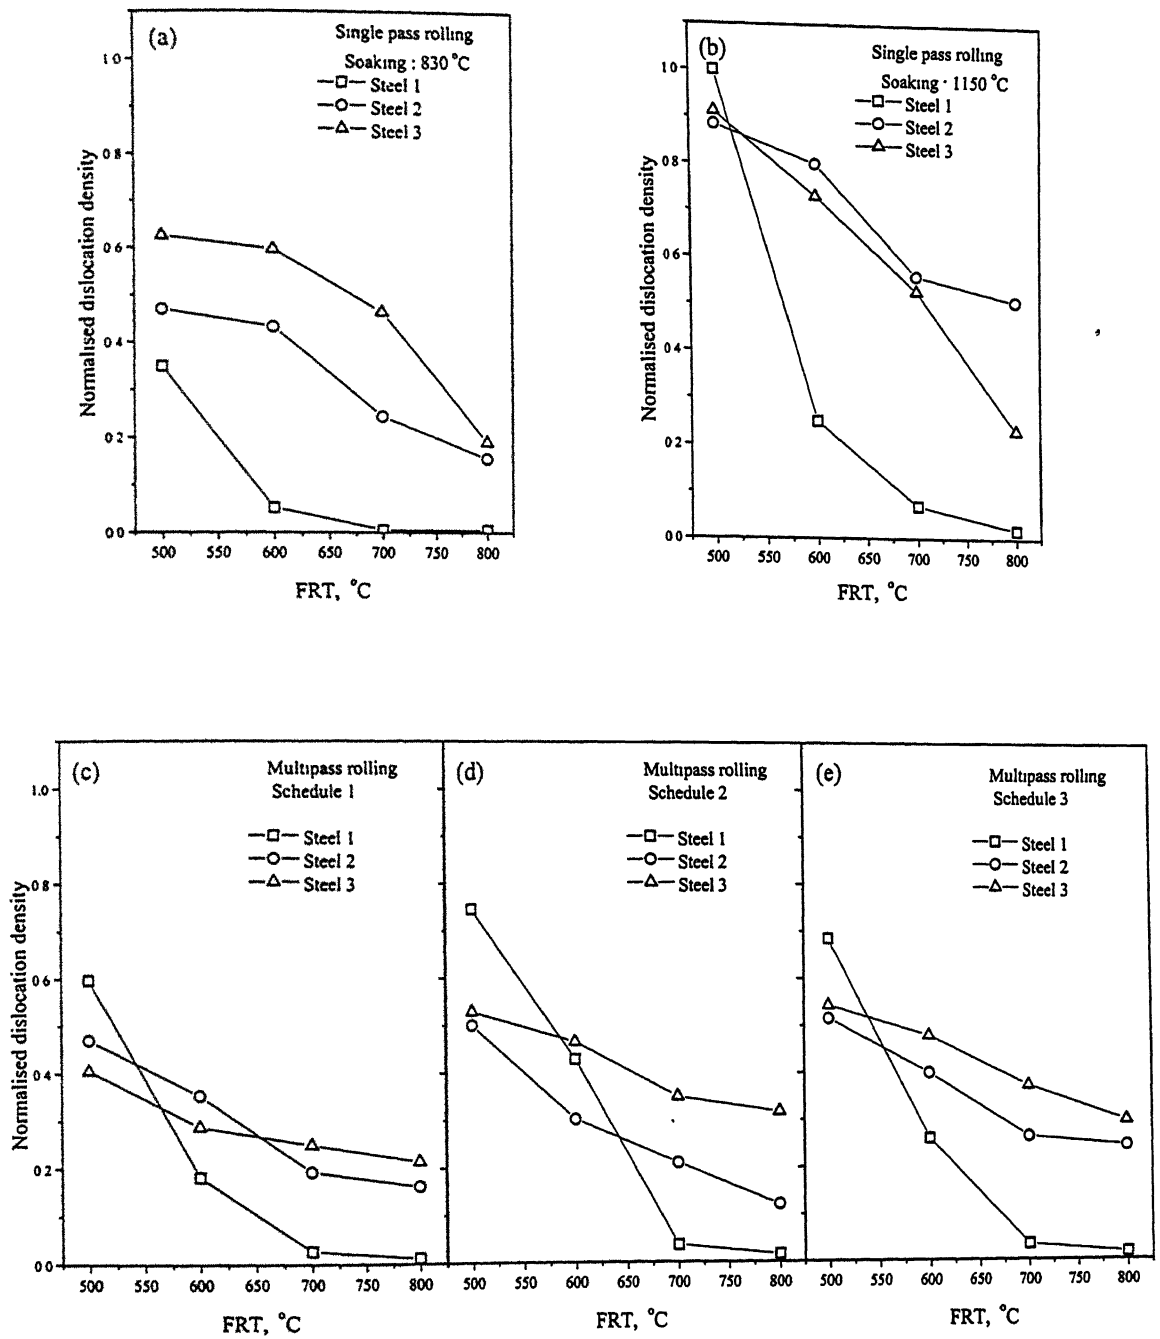 (a)
Single pass rolling
Soaking : 830 °C
Steel 1
Steel 2
Steel 3
Normalised dislocation density
1 0
0 8
0 6
0 4
0 2
0 0
500 550 600 650 700 750 800
FRT, °C
(b)
Single pass rolling
Soaking · 1150 °C
Steel 1
Steel 2
Steel 3
Normalised dislocation density
1 0
0 8
0 6
0 4
0 2
0 0
500 550 600 650 700 750 800
FRT, °C
(c)
Multipass rolling
Schedule 1
Steel 1
Steel 2
Steel 3
Normalised dislocation density
1.0
0 8
0 6
0 4
0 2
0 0
500 550 600 650 700 750 800
FRT, °C
(d)
Multipass rolling
Schedule 2
Steel 1
Steel 2
Steel 3
500 550 600 650 700 750 800
FRT, °C
(e)
Multipass rolling
Schedule 3
Steel 1
Steel 2
Steel 3
500 550 600 650 700 750 800
FRT, °C